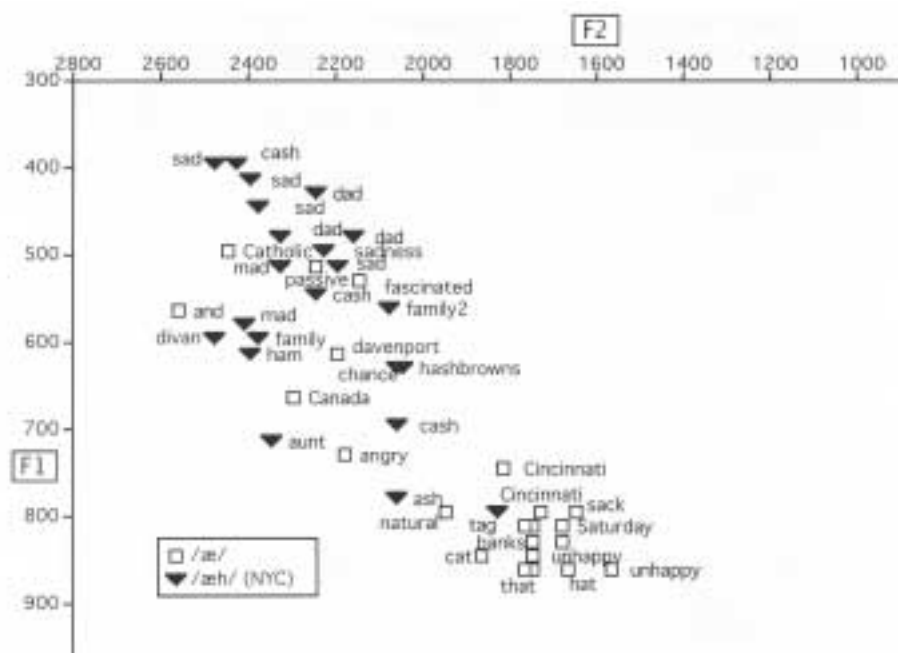 F2
2800 2600 2400 2200 2000 1800 1600 1400 1200 1000
300
400
500
600
700
800
900
F1
sad cash
sad
dad
sad
dad dad
Catholic sadness
mad sad
passive fascinated
cash
family2
and
mad
divan family
davenport
ham
chance hashbrowns
Canada
cash
aunt
angry
Cincinnati
Cincinnati
ash sack
natural tag Saturday
banks
cat unhappy
that hat unhappy
/æ/
/æh/ (NYC)